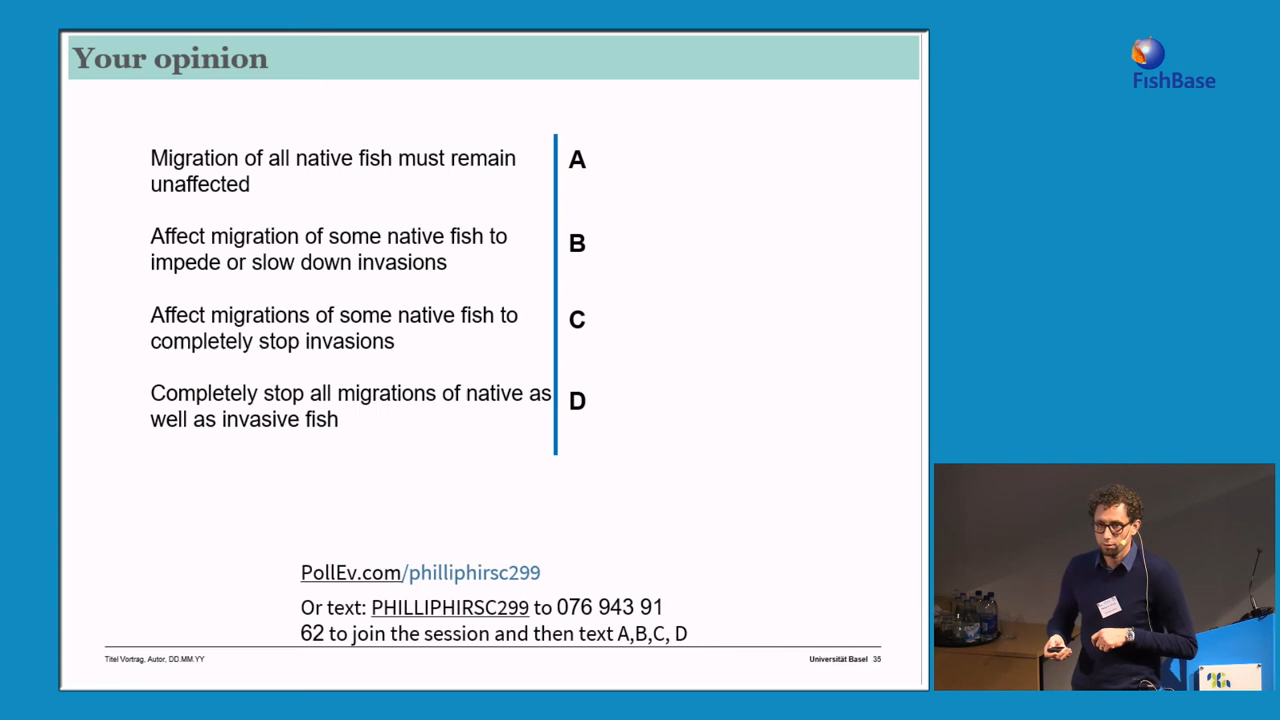 Your opinion
FishBase
Migration of all native fish must remain
unaffected
A
Affect migration of some native fish to
impede or slow down invasions
B
Affect migrations of some native fish to
completely stop invasions
C
Completely stop all migrations of native as
well as invasive fish
D
PollEv.com/philliphirsc299
Or text: PHILLIPHIRSC299 to 076 943 91
62 to join the session and then text A,B,C, D
Titel Vortrag, Autor, DD.MM.YY
Universität Basel 35